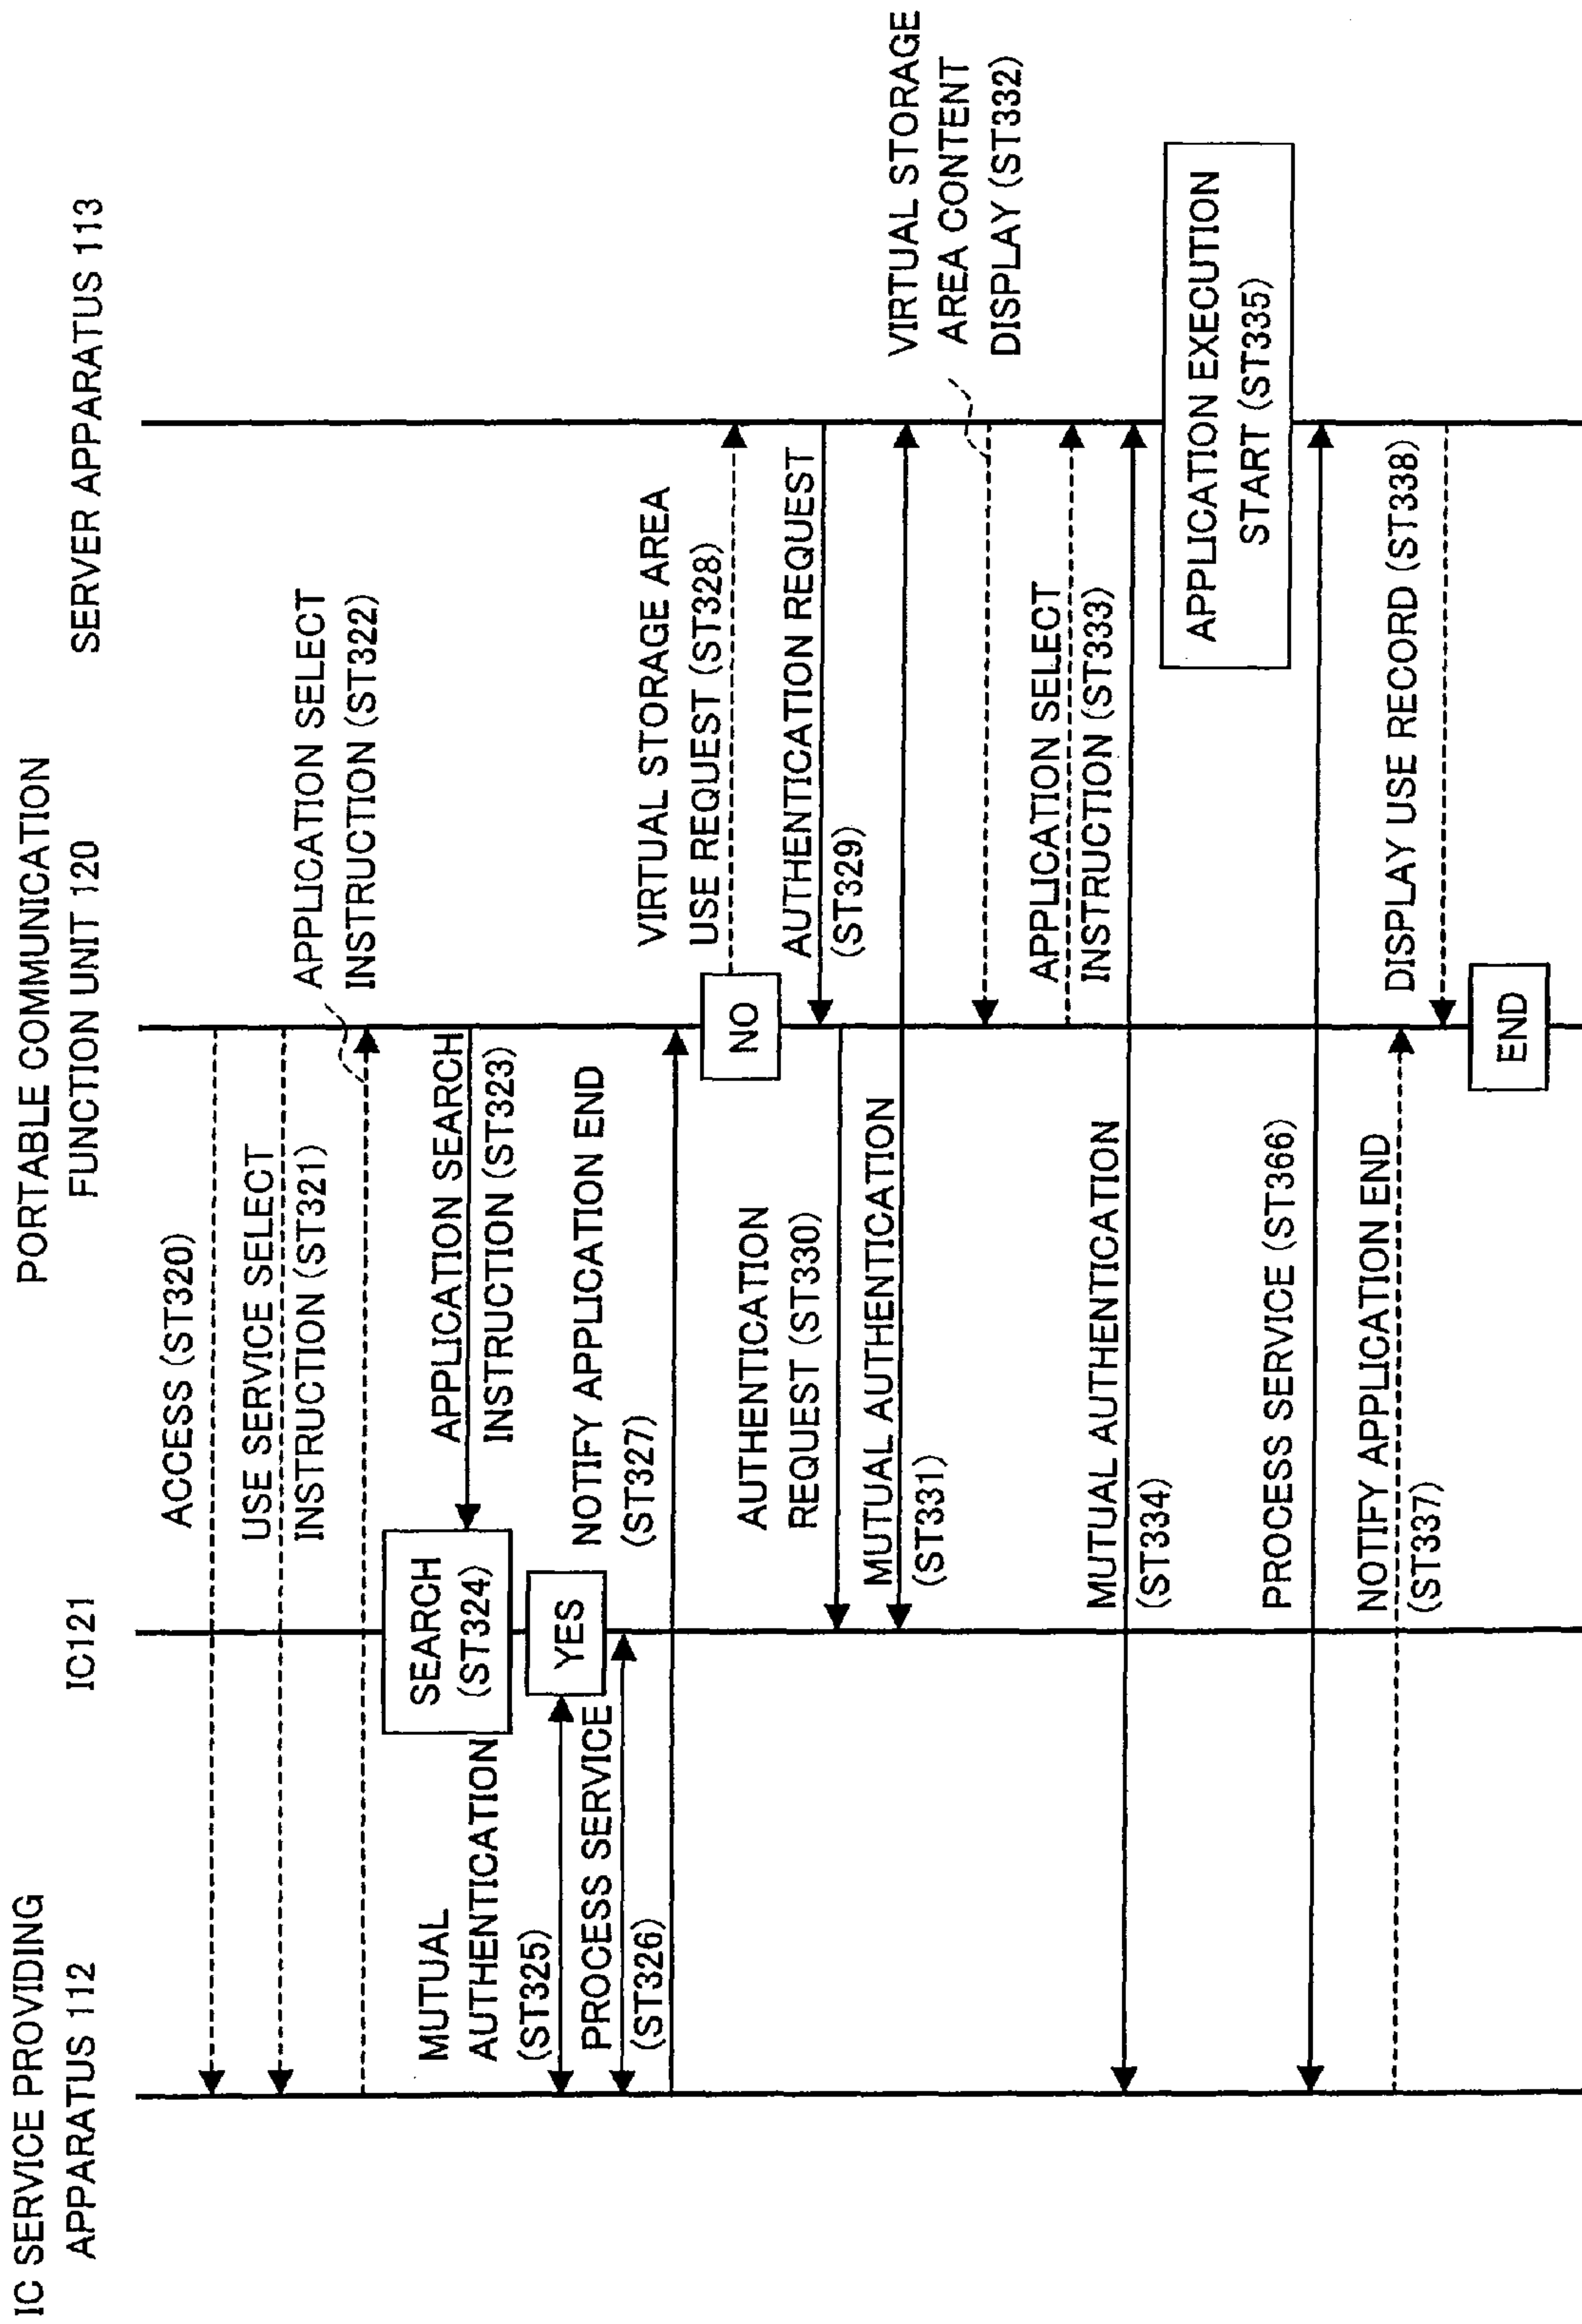 IC SERVICE PROVIDING
APPARATUS 112
IC121
PORTABLE COMMUNICATION
FUNCTION UNIT 120
SERVER APPARATUS 113
ACCESS (ST320)
USE SERVICE SELECT
INSTRUCTION (ST321)
APPLICATION SELECT
INSTRUCTION (ST322)
APPLICATION SEARCH
INSTRUCTION (ST323)
SEARCH
(ST324)
MUTUAL
AUTHENTICATION
(ST325)
YES
PROCESS SERVICE
(ST326)
NOTIFY APPLICATION END
(ST327)
NO
VIRTUAL STORAGE AREA
USE REQUEST (ST328)
AUTHENTICATION REQUEST
(ST329)
AUTHENTICATION
REQUEST (ST330)
MUTUAL AUTHENTICATION
(ST331)
VIRTUAL STORAGE
AREA CONTENT
DISPLAY (ST332)
APPLICATION SELECT
INSTRUCTION (ST333)
MUTUAL AUTHENTICATION
(ST334)
APPLICATION EXECUTION
START (ST335)
PROCESS SERVICE (ST366)
NOTIFY APPLICATION END
(ST337)
DISPLAY USE RECORD (ST338)
END